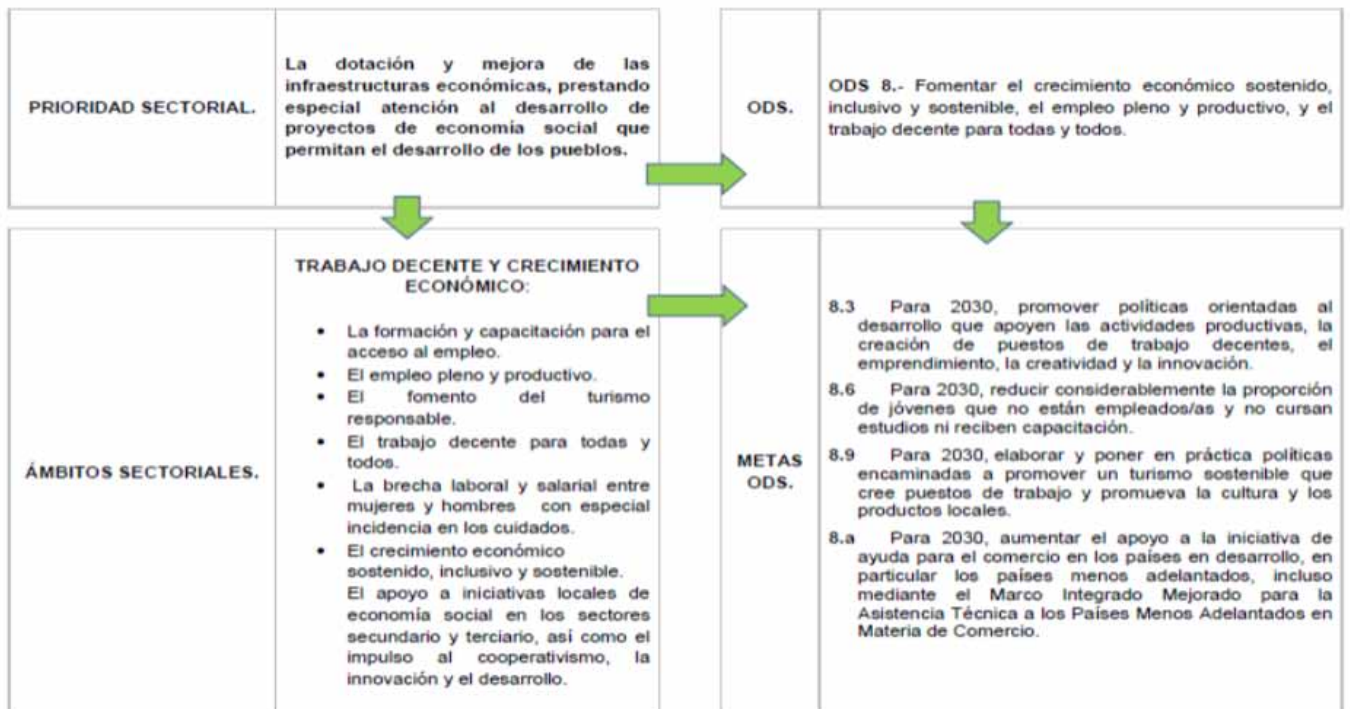 PRIORIDAD SECTORIAL.
La dotación y mejora de las
infraestructuras económicas, prestando
especial atención al desarrollo de
proyectos de economía social que
permitan el desarrollo de los pueblos.
ODS.
ODS 8.- Fomentar el crecimiento económico sostenido,
inclusivo y sostenible, el empleo pleno y productivo, y el
trabajo decente para todas y todos.
ÁMBITOS SECTORIALES.
TRABAJO DECENTE Y CRECIMIENTO
ECONÓMICO:
• La formación y capacitación para el
acceso al empleo.
• El empleo pleno y productivo.
• El fomento del turismo
responsable.
• El trabajo decente para todas y
todos.
• La brecha laboral y salarial entre
mujeres y hombres con especial
incidencia en los cuidados.
• El crecimiento económico
sostenido, inclusivo y sostenible.
El apoyo a iniciativas locales de
economía social en los sectores
secundario y terciario, así como el
impulso al cooperativismo, la
innovación y el desarrollo.
METAS
ODS.
8.3 Para 2030, promover políticas orientadas al
desarrollo que apoyen las actividades productivas, la
creación de puestos de trabajo decentes, el
emprendimiento, la creatividad y la innovación.
8.6 Para 2030, reducir considerablemente la proporción
de jóvenes que no están empleados/as y no cursan
estudios ni reciben capacitación.
8.9 Para 2030, elaborar y poner en práctica políticas
encaminadas a promover un turismo sostenible que
cree puestos de trabajo y promueva la cultura y los
productos locales.
8.a Para 2030, aumentar el apoyo a la iniciativa de
ayuda para el comercio en los países en desarrollo, en
particular los países menos adelantados, incluso
mediante el Marco Integrado Mejorado para la
Asistencia Técnica a los Países Menos Adelantados en
Materia de Comercio.